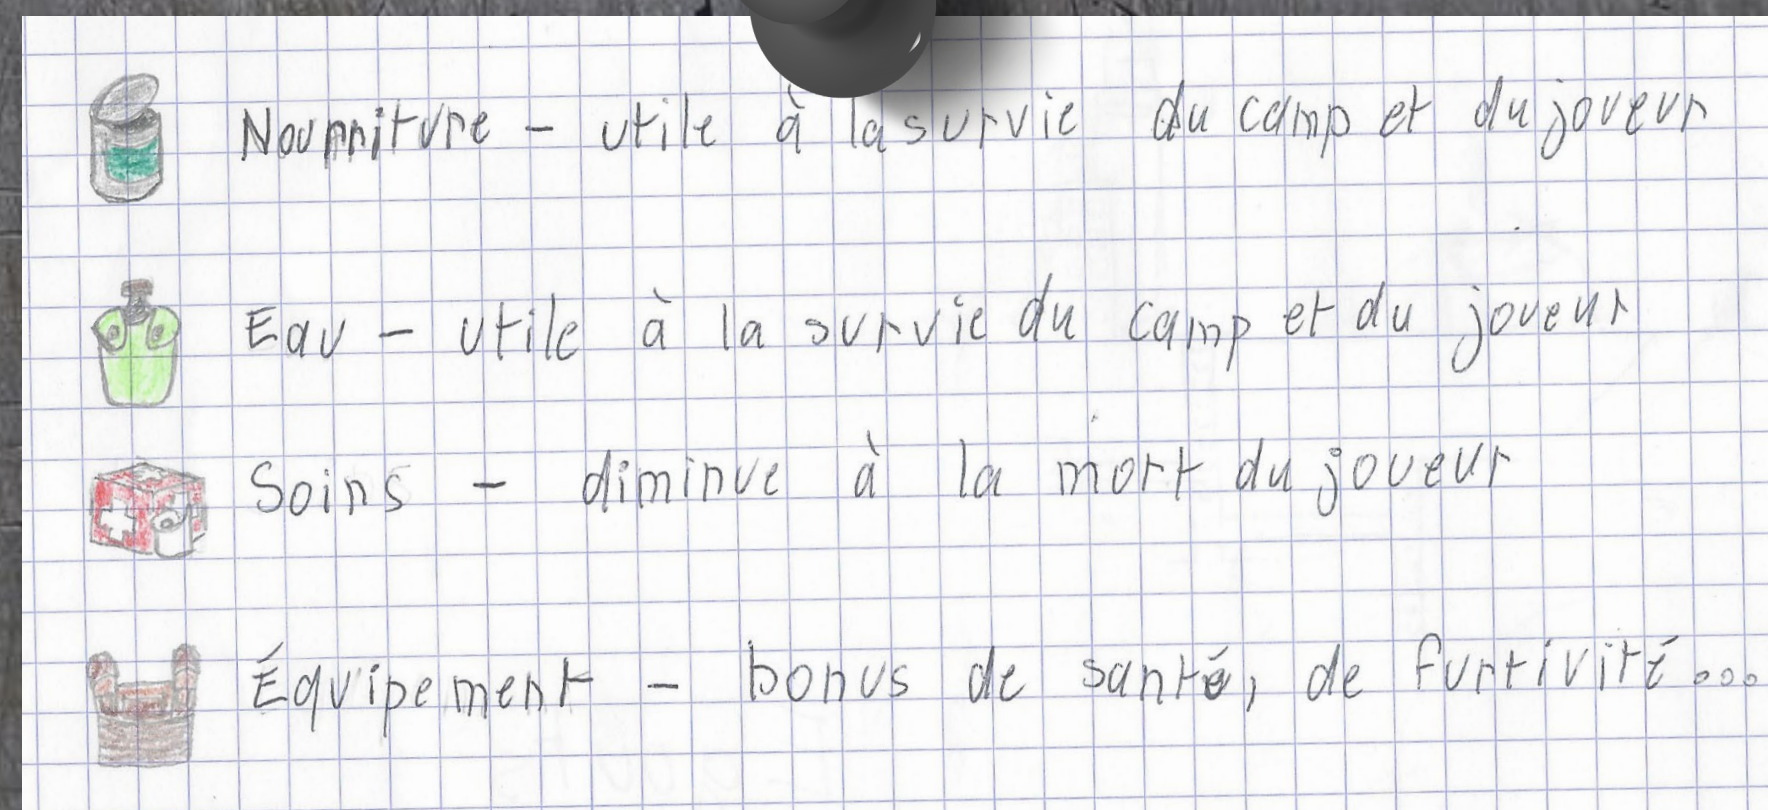 Nourriture - utile à la survie du camp et du joueur
Eau - utile à la survie du camp et du joueur
Soins - diminue à la mort du joueur
Équipement - bonus de santé, de furtivité...